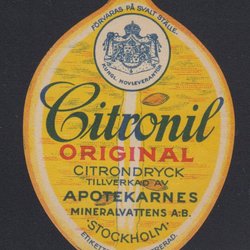 FÖRVARAS PÅ SVALT STÄLLE.
KUNGL. HOVLEVERANTÖR
Citronil
ORIGINAL
CITRONDRYCK
TILLVERKAD AV
APOTEKARNES
MINERALVATTENS A.B.
STOCKHOLM